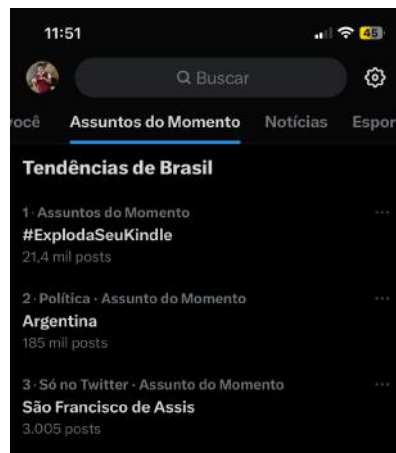 11:51
45
Buscar
ocê Assuntos do Momento Notícias Espor
Tendências de Brasil
1 · Assuntos do Momento
#ExplodaSeuKindle
21,4 mil posts
2 · Política · Assunto do Momento
Argentina
185 mil posts
3 · Só no Twitter · Assunto do Momento
São Francisco de Assis
3.005 posts